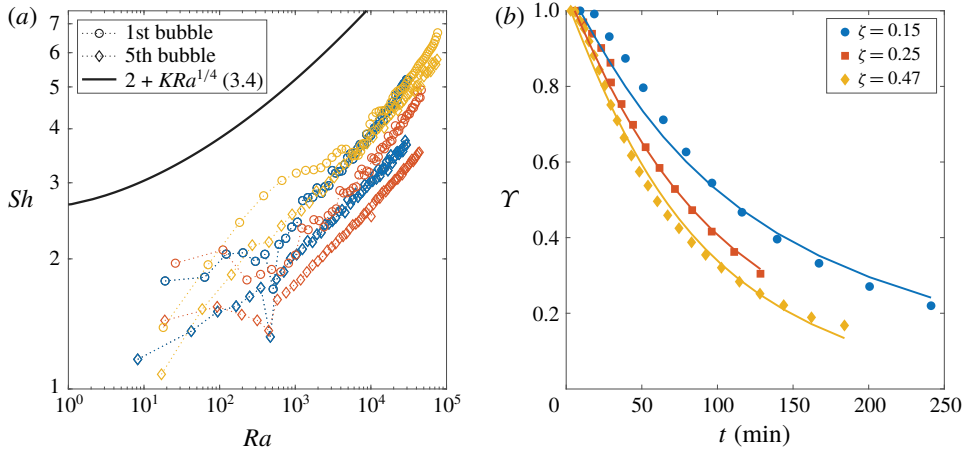 (a)
1st bubble
5th bubble
2 + KRa^{1/4} (3.4)
Sh
7
6
5
4
3
2
1
10^0 10^1 10^2 10^3 10^4 10^5
Ra
(b)
ζ = 0.15
ζ = 0.25
ζ = 0.47
ϒ
1.0
0.8
0.6
0.4
0.2
0 50 100 150 200 250
t (min)